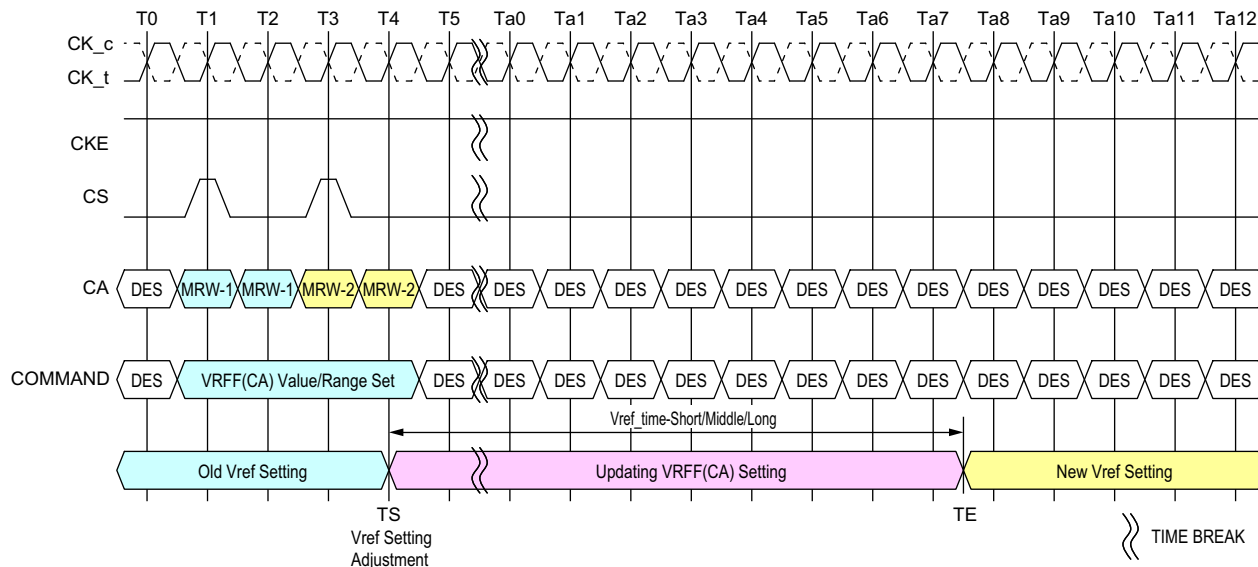 T0 T1 T2 T3 T4 T5 Ta0 Ta1 Ta2 Ta3 Ta4 Ta5 Ta6 Ta7 Ta8 Ta9 Ta10 Ta11 Ta12
CK_c
CK_t
CKE
CS
CA DES MRW-1 MRW-1 MRW-2 MRW-2 DES DES DES DES DES DES DES DES DES DES DES DES DES DES
COMMAND DES VRFF(CA) Value/Range Set DES DES DES DES DES DES DES DES DES DES DES DES DES DES
Vref_time-Short/Middle/Long
Old Vref Setting Updating VRFF(CA) Setting New Vref Setting
TS TE
Vref Setting
Adjustment
TIME BREAK